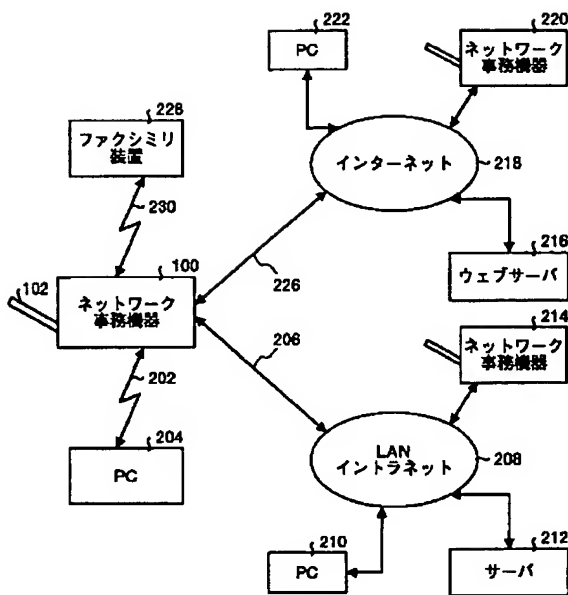 222
PC
220
ネットワーク
事務機器
228
ファクシミリ
装置
インターネット
218
230
102
100
ネットワーク
事務機器
226
216
ウェブサーバ
206
214
ネットワーク
事務機器
202
204
PC
LAN
イントラネット
208
210
PC
212
サーバ